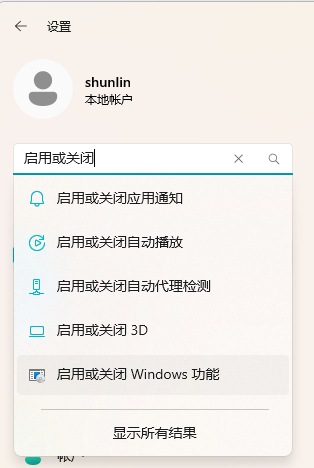 设置
shunlin
本地帐户
启用或关闭
启用或关闭应用通知
启用或关闭自动播放
启用或关闭自动代理检测
启用或关闭 3D
启用或关闭 Windows 功能
显示所有结果
帐户